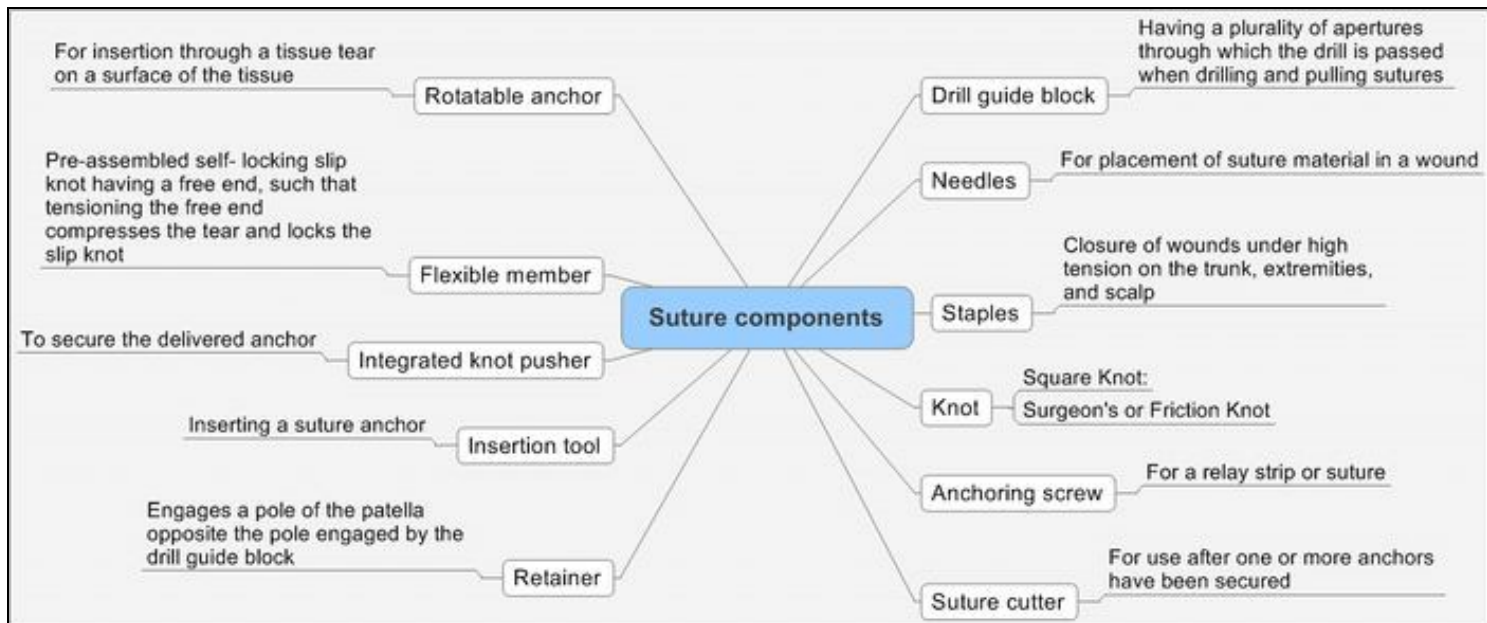 For insertion through a tissue tear
on a surface of the tissue
Rotatable anchor
Pre-assembled self- locking slip
knot having a free end, such that
tensioning the free end
compresses the tear and locks the
slip knot
Flexible member
To secure the delivered anchor
Integrated knot pusher
Inserting a suture anchor
Insertion tool
Engages a pole of the patella
opposite the pole engaged by the
drill guide block
Retainer
Suture components
Having a plurality of apertures
through which the drill is passed
when drilling and pulling sutures
Drill guide block
For placement of suture material in a wound
Needles
Closure of wounds under high
tension on the trunk, extremities,
and scalp
Staples
Square Knot:
Knot
Surgeon's or Friction Knot
For a relay strip or suture
Anchoring screw
For use after one or more anchors
have been secured
Suture cutter